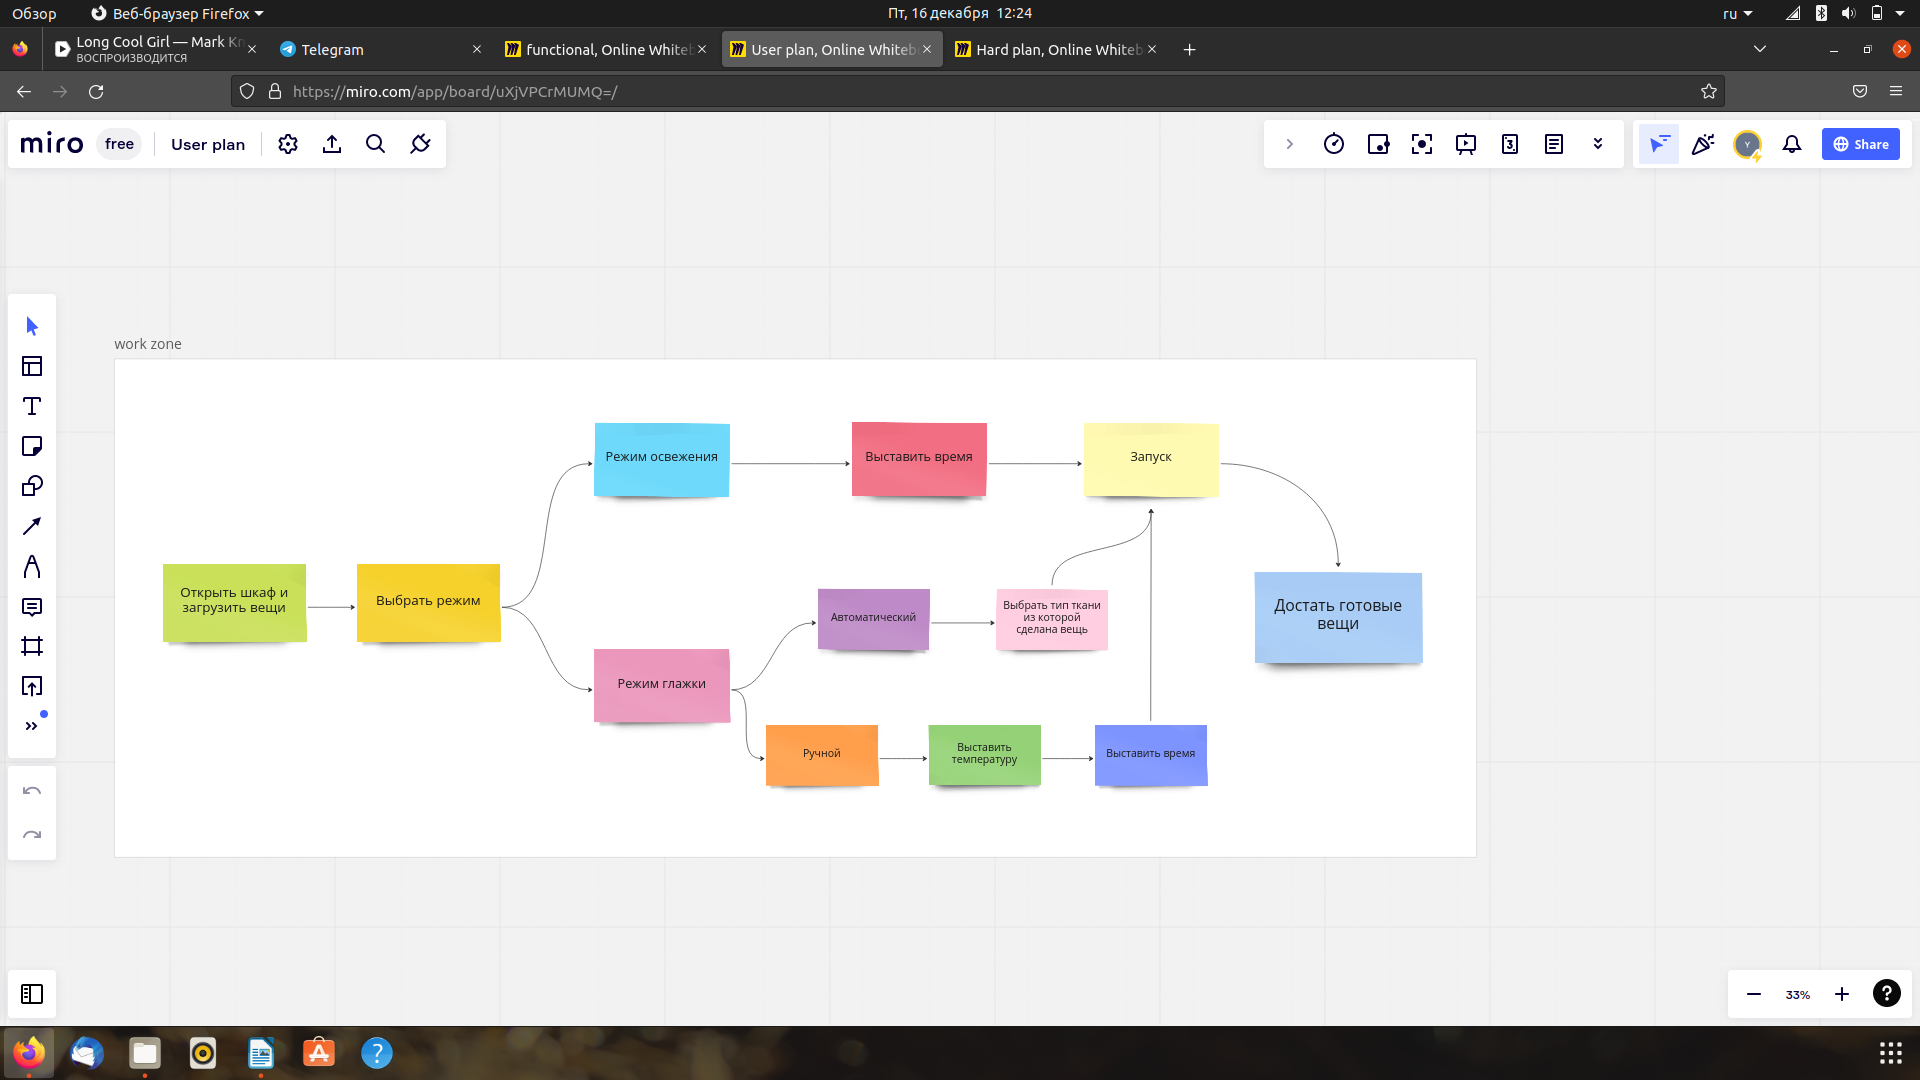 Обзор
Веб-браузер Firefox
Пт, 16 декабря 12:24
ru
Long Cool Girl — Mark Kn
ВОСПРОИЗВОДИТСЯ
Telegram
functional, Online Whiteb
User plan, Online Whiteb
Hard plan, Online Whiteb
https://miro.com/app/board/uXjVPCrMUMQ=/
miro
free
User plan
3
Y
Share
work zone
Режим освежения
Выставить время
Запуск
Открыть шкаф и
загрузить вещи
Выбрать режим
Автоматический
Выбрать тип ткани
из которой
сделана вещь
Достать готовые
вещи
Режим глажки
Ручной
Выставить
температуру
Выставить время
33%
?
?